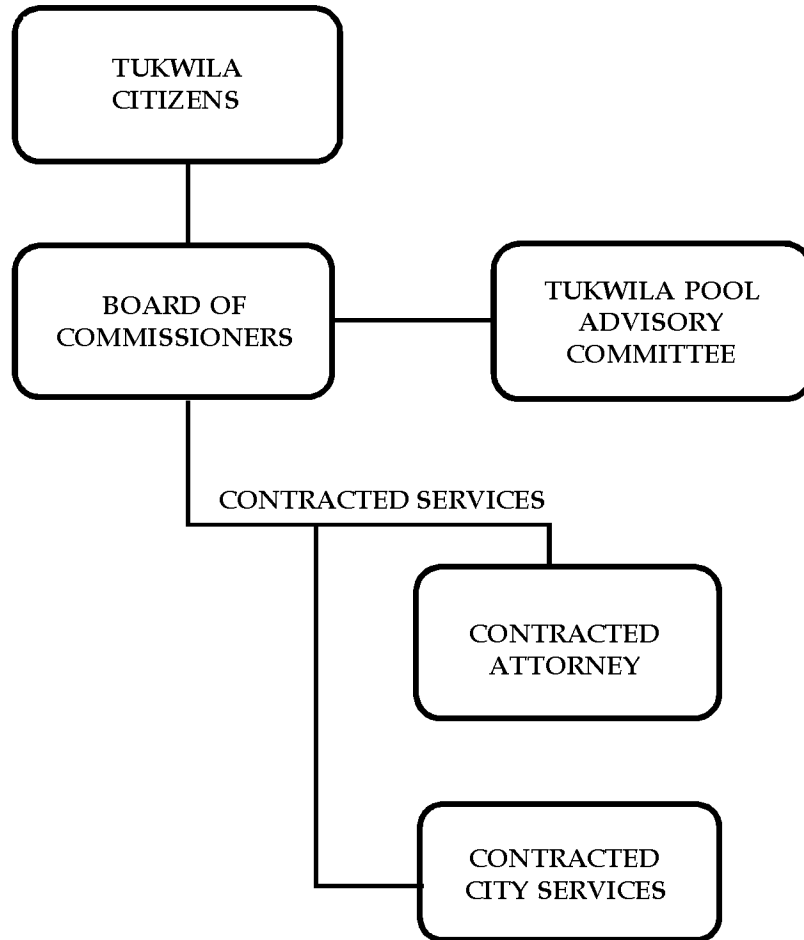 TUKWILA
CITIZENS
BOARD OF
COMMISSIONERS
TUKWILA POOL
ADVISORY
COMMITTEE
CONTRACTED SERVICES
CONTRACTED
ATTORNEY
CONTRACTED
CITY SERVICES